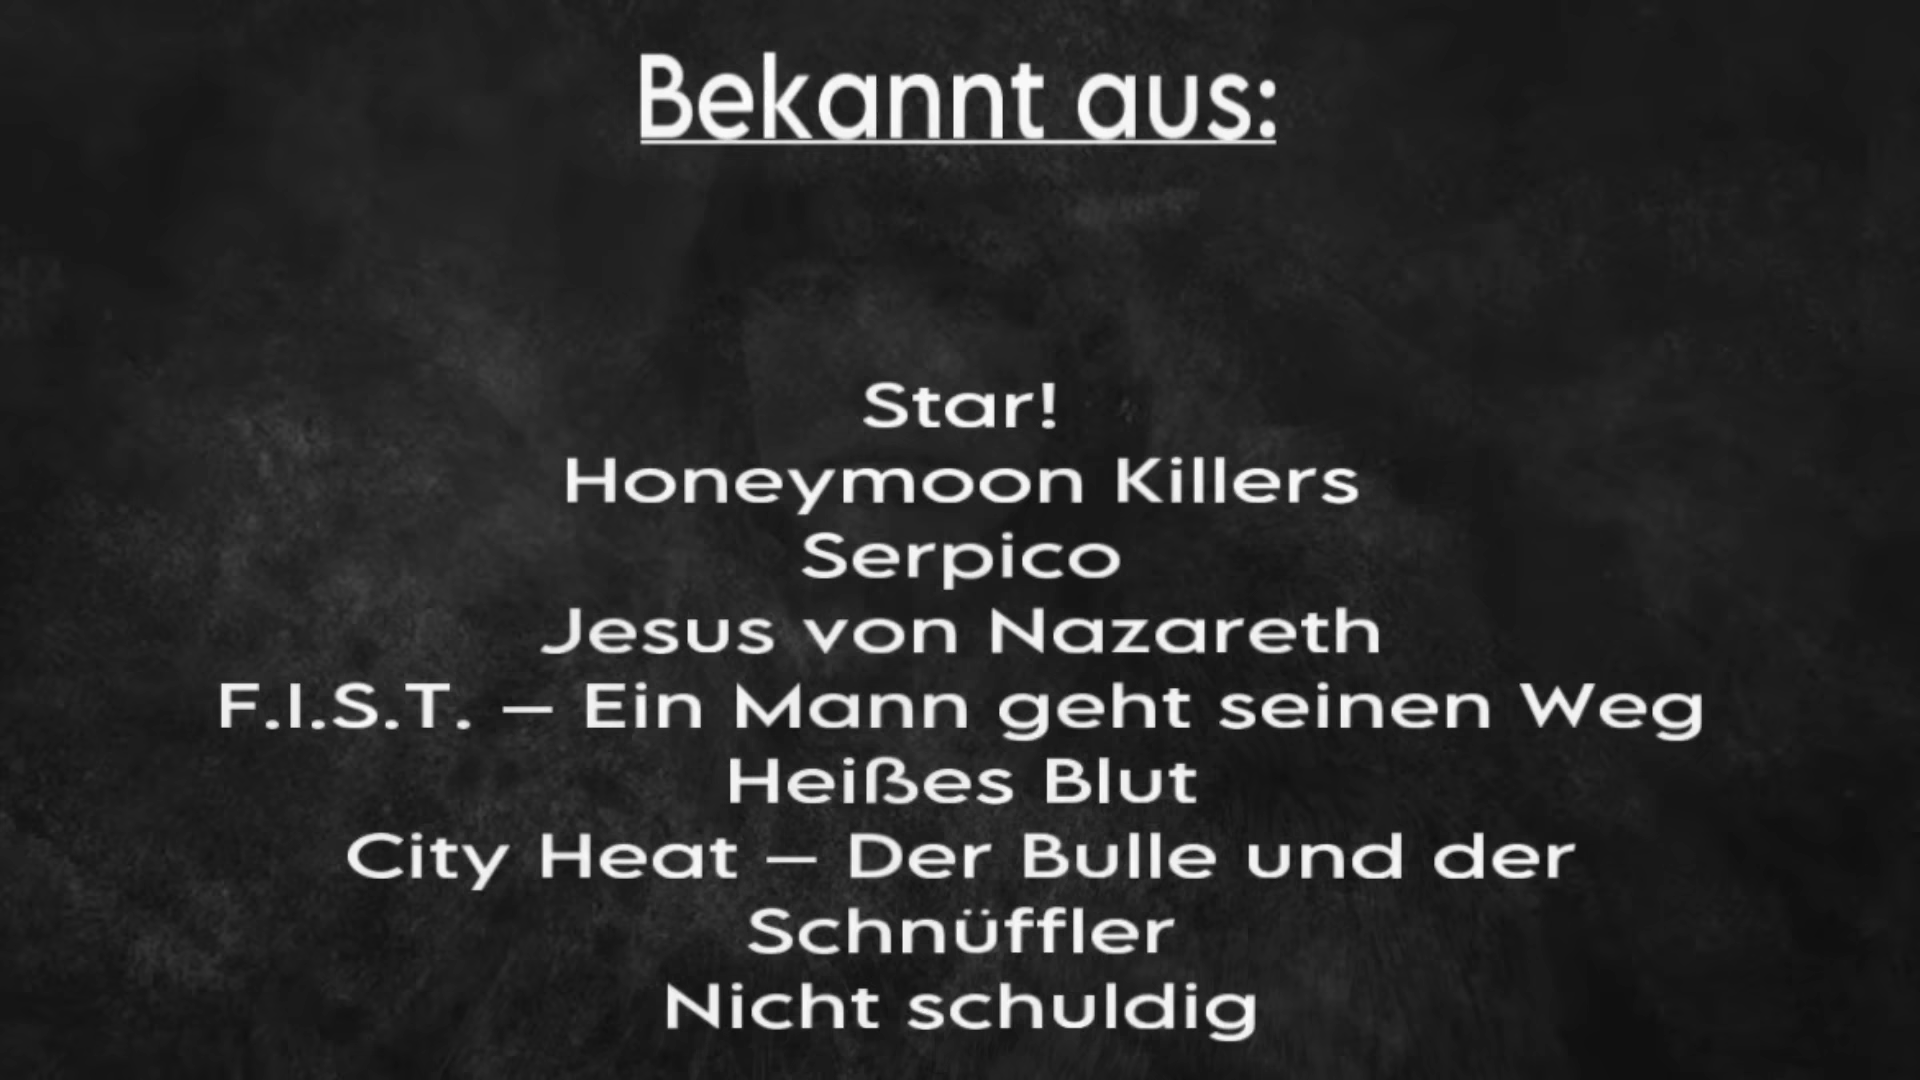 Bekannt aus:
Star!
Honeymoon Killers
Serpico
Jesus von Nazareth
F.I.S.T. – Ein Mann geht seinen Weg
Heißes Blut
City Heat – Der Bulle und der
Schnüffler
Nicht schuldig